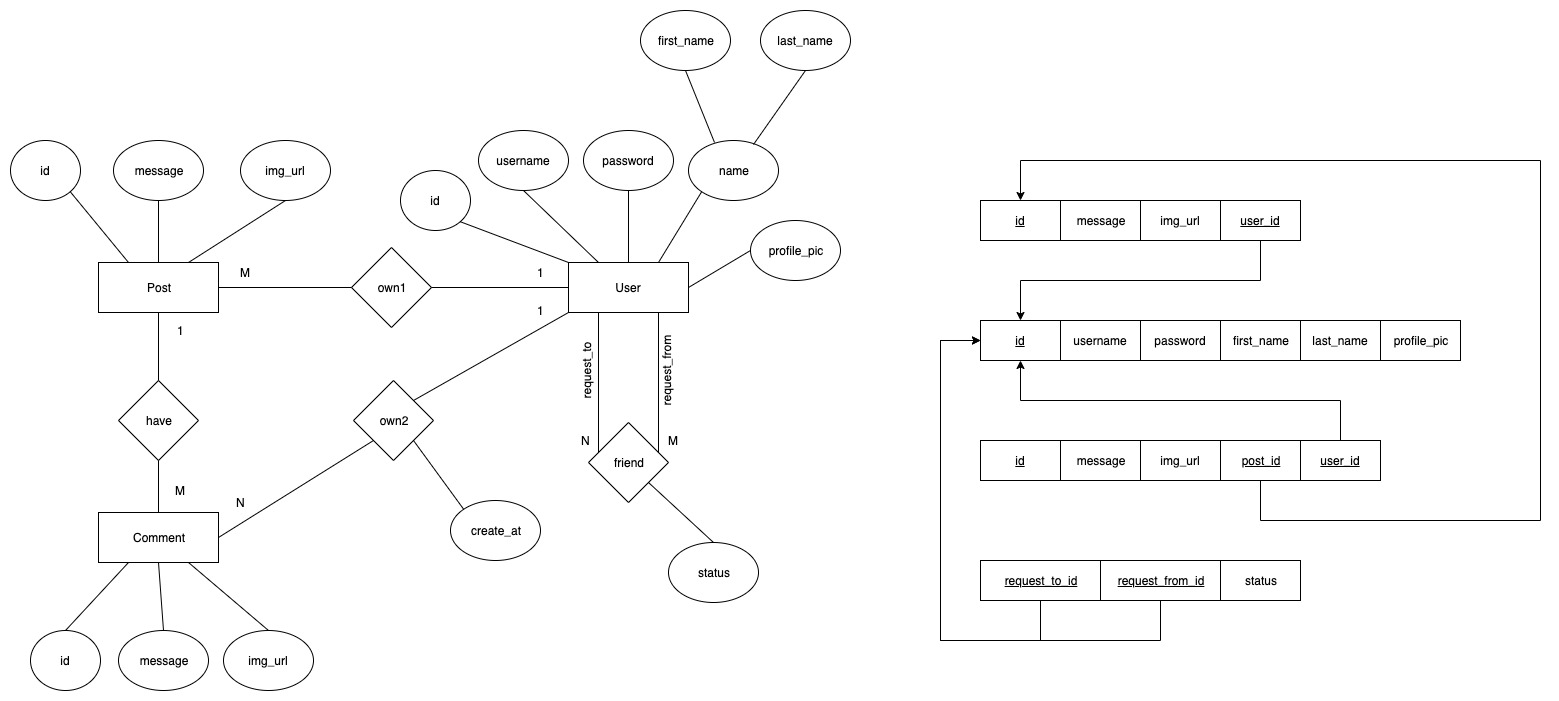 first_name
last_name
id
message
img_url
username
password
name
id
profile_pic
Post
M
own1
1
User
1
1
request_to
request_from
have
own2
N
M
friend
M
N
Comment
create_at
status
id
message
img_url
id message img_url user_id
id username password first_name last_name profile_pic
id message img_url post_id user_id
request_to_id request_from_id status